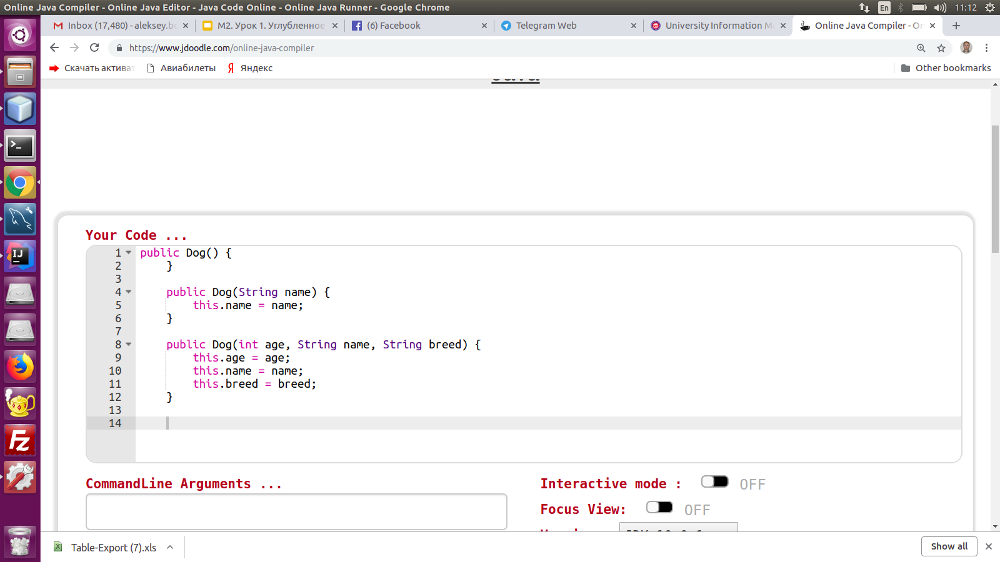 Online Java Compiler - Online Java Editor - Java Code Online - Online Java Runner - Google Chrome
En
11:12
Inbox (17,480) - aleksey.bo
M2. Урок 1. Углубленное
(6) Facebook
Telegram Web
University Information Ma
Online Java Compiler - On
https://www.jdoodle.com/online-java-compiler
Скачать активат
Авиабилеты
Яндекс
Other bookmarks
Your Code ...
1 public Dog() {
2 }
3
4 public Dog(String name) {
5 this.name = name;
6 }
7
8 public Dog(int age, String name, String breed) {
9 this.age = age;
10 this.name = name;
11 this.breed = breed;
12 }
13
14
CommandLine Arguments ...
Interactive mode : OFF
Focus View: OFF
Table-Export (7).xls
Show all